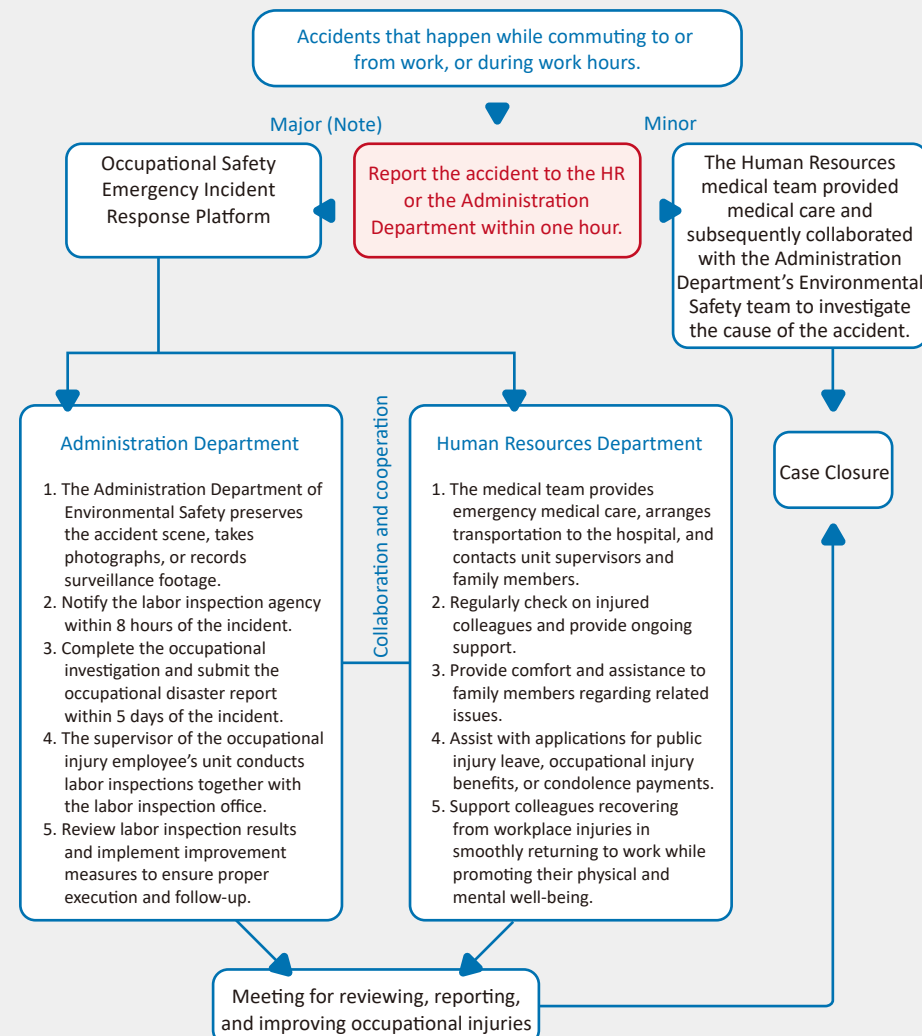 Accidents that happen while commuting to or
from work, or during work hours.
Major (Note)
Minor
Occupational Safety
Emergency Incident
Response Platform
Report the accident to the HR
or the Administration
Department within one hour.
The Human Resources
medical team provided
medical care and
subsequently collaborated
with the Administration
Department’s Environmental
Safety team to investigate
the cause of the accident.
Administration Department
1. The Administration Department of
Environmental Safety preserves
the accident scene, takes
photographs, or records
surveillance footage.
2. Notify the labor inspection agency
within 8 hours of the incident.
3. Complete the occupational
investigation and submit the
occupational disaster report
within 5 days of the incident.
4. The supervisor of the occupational
injury employee’s unit conducts
labor inspections together with
the labor inspection office.
5. Review labor inspection results
and implement improvement
measures to ensure proper
execution and follow-up.
Collaboration and cooperation
Human Resources Department
1. The medical team provides
emergency medical care, arranges
transportation to the hospital, and
contacts unit supervisors and
family members.
2. Regularly check on injured
colleagues and provide ongoing
support.
3. Provide comfort and assistance to
family members regarding related
issues.
4. Assist with applications for public
injury leave, occupational injury
benefits, or condolence payments.
5. Support colleagues recovering
from workplace injuries in
smoothly returning to work while
promoting their physical and
mental well-being.
Case Closure
Meeting for reviewing, reporting,
and improving occupational injuries